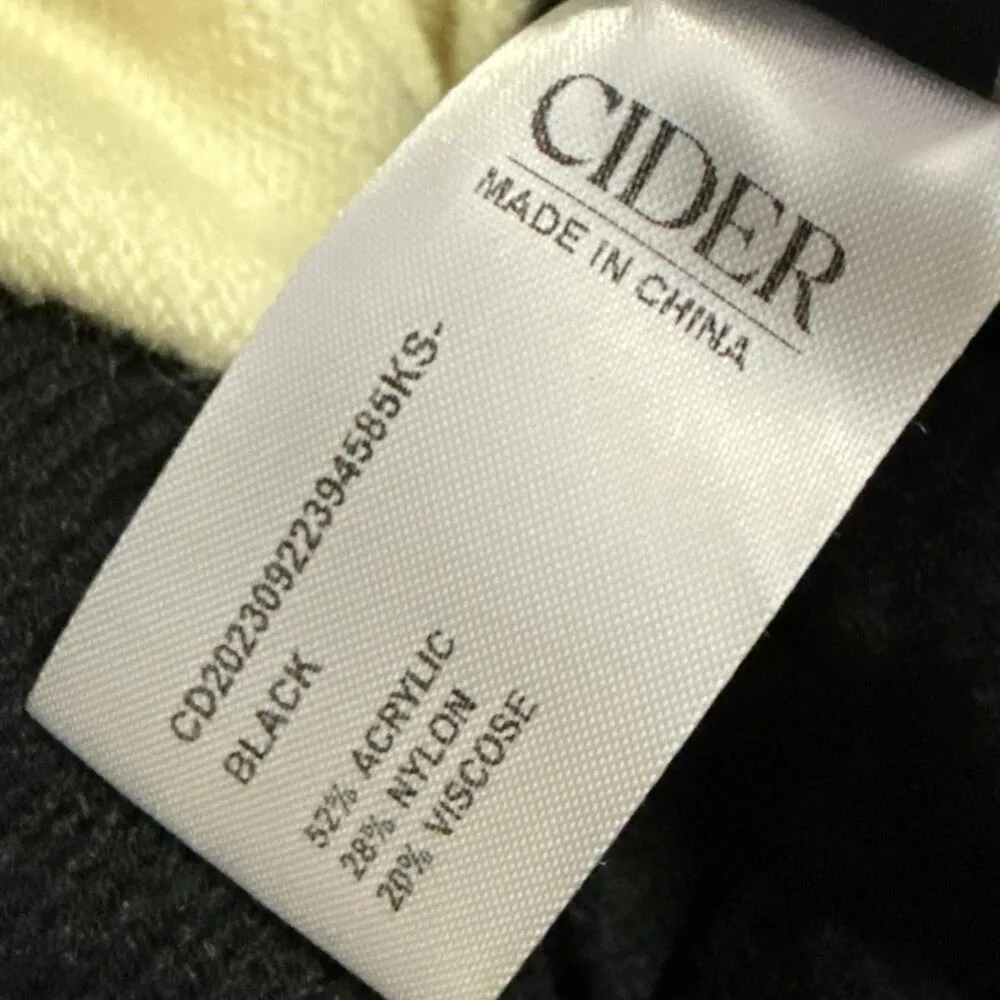 CIDER
MADE IN CHINA
CD20230922394585KS-
BLACK
52% ACRYLIC
28% NYLON
20% VISCOSE